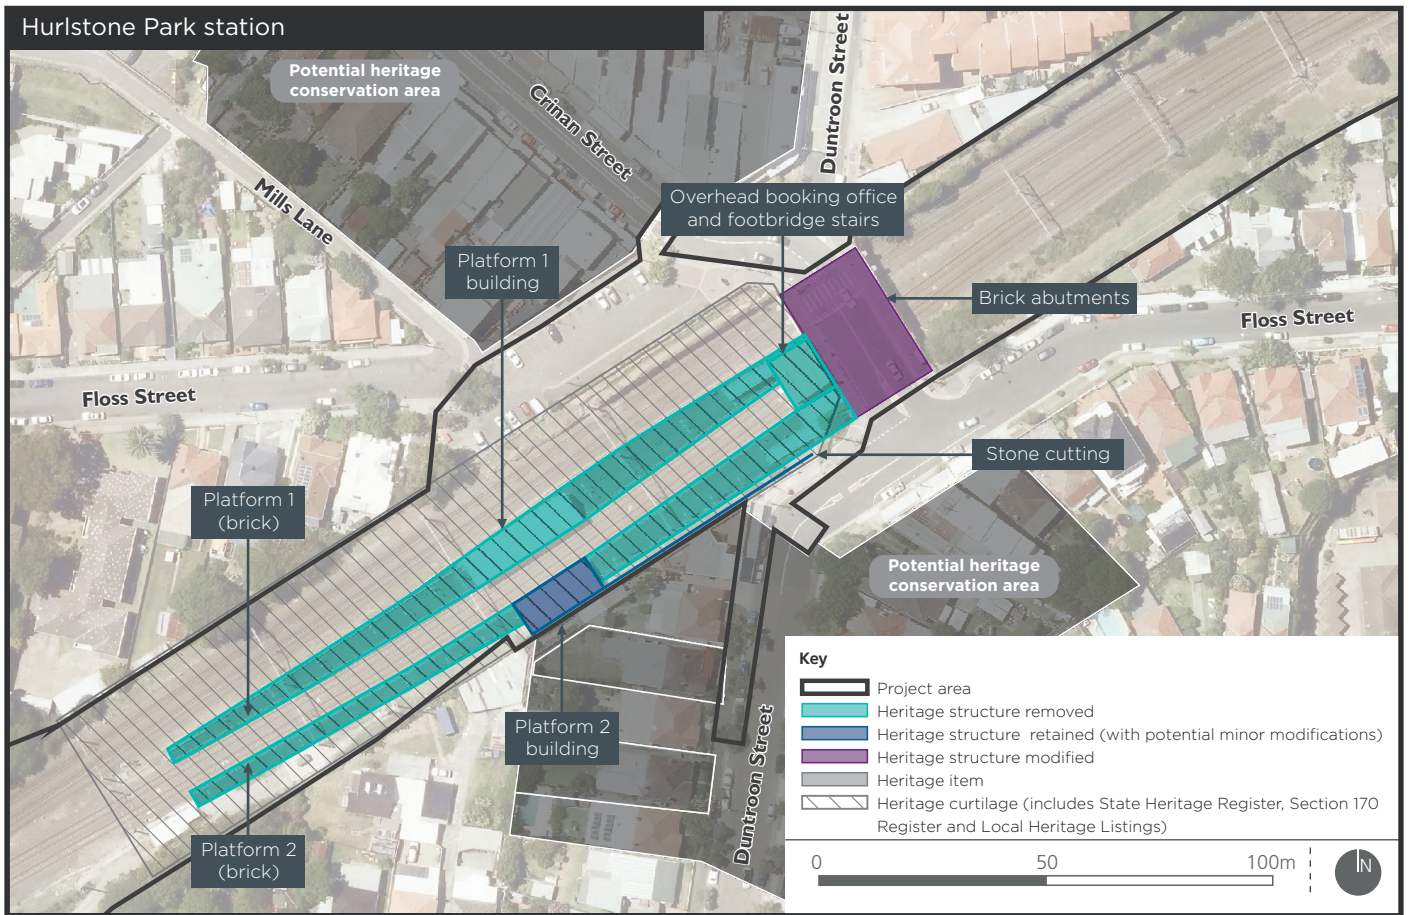 Hurlstone Park station
Potential heritage
conservation area
Crinan Street
Duntroon Street
Mills Lane
Overhead booking office
and footbridge stairs
Platform 1
building
Brick abutments
Floss Street
Floss Street
Stone cutting
Platform 1
(brick)
Potential heritage
conservation area
Platform 2
building
Duntroon Street
Platform 2
(brick)
Key
Project area
Heritage structure removed
Heritage structure retained (with potential minor modifications)
Heritage structure modified
Heritage item
Heritage curtilage (includes State Heritage Register, Section 170
Register and Local Heritage Listings)
0 50 100m
N